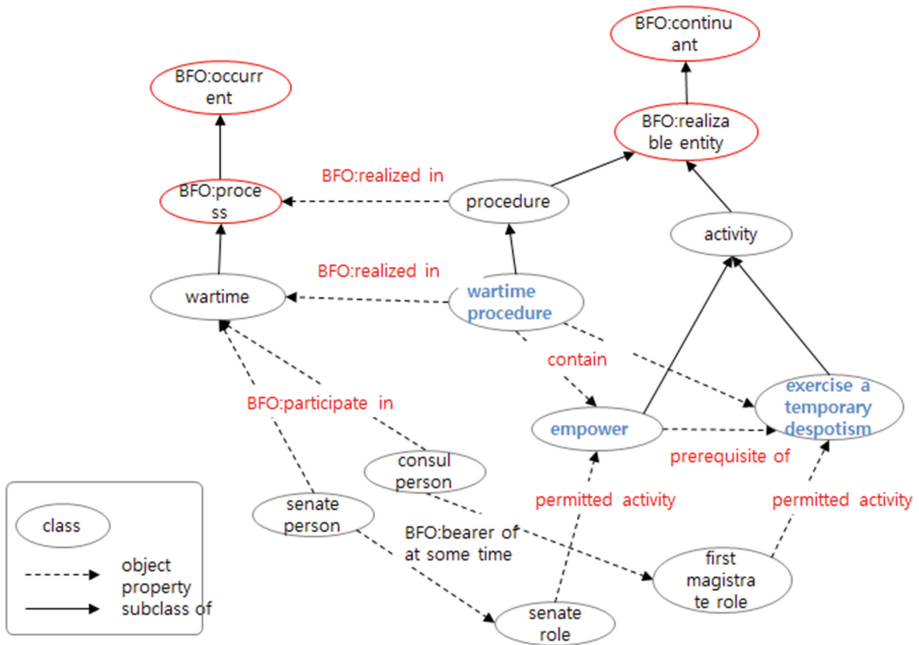 BFO:continu
ant
BFO:occurr
ent
BFO:realiza
ble entity
BFO:realized in
BFO:proce
ss
procedure
activity
BFO:realized in
wartime
wartime
procedure
contain
exercise a
temporary
despotism
BFO:participate in
empower
prerequisite of
consul
person
senate
person
permitted activity
permitted activity
class
BFO:bearer of
at some time
first
magistra
te role
object
property
subclass of
senate
role